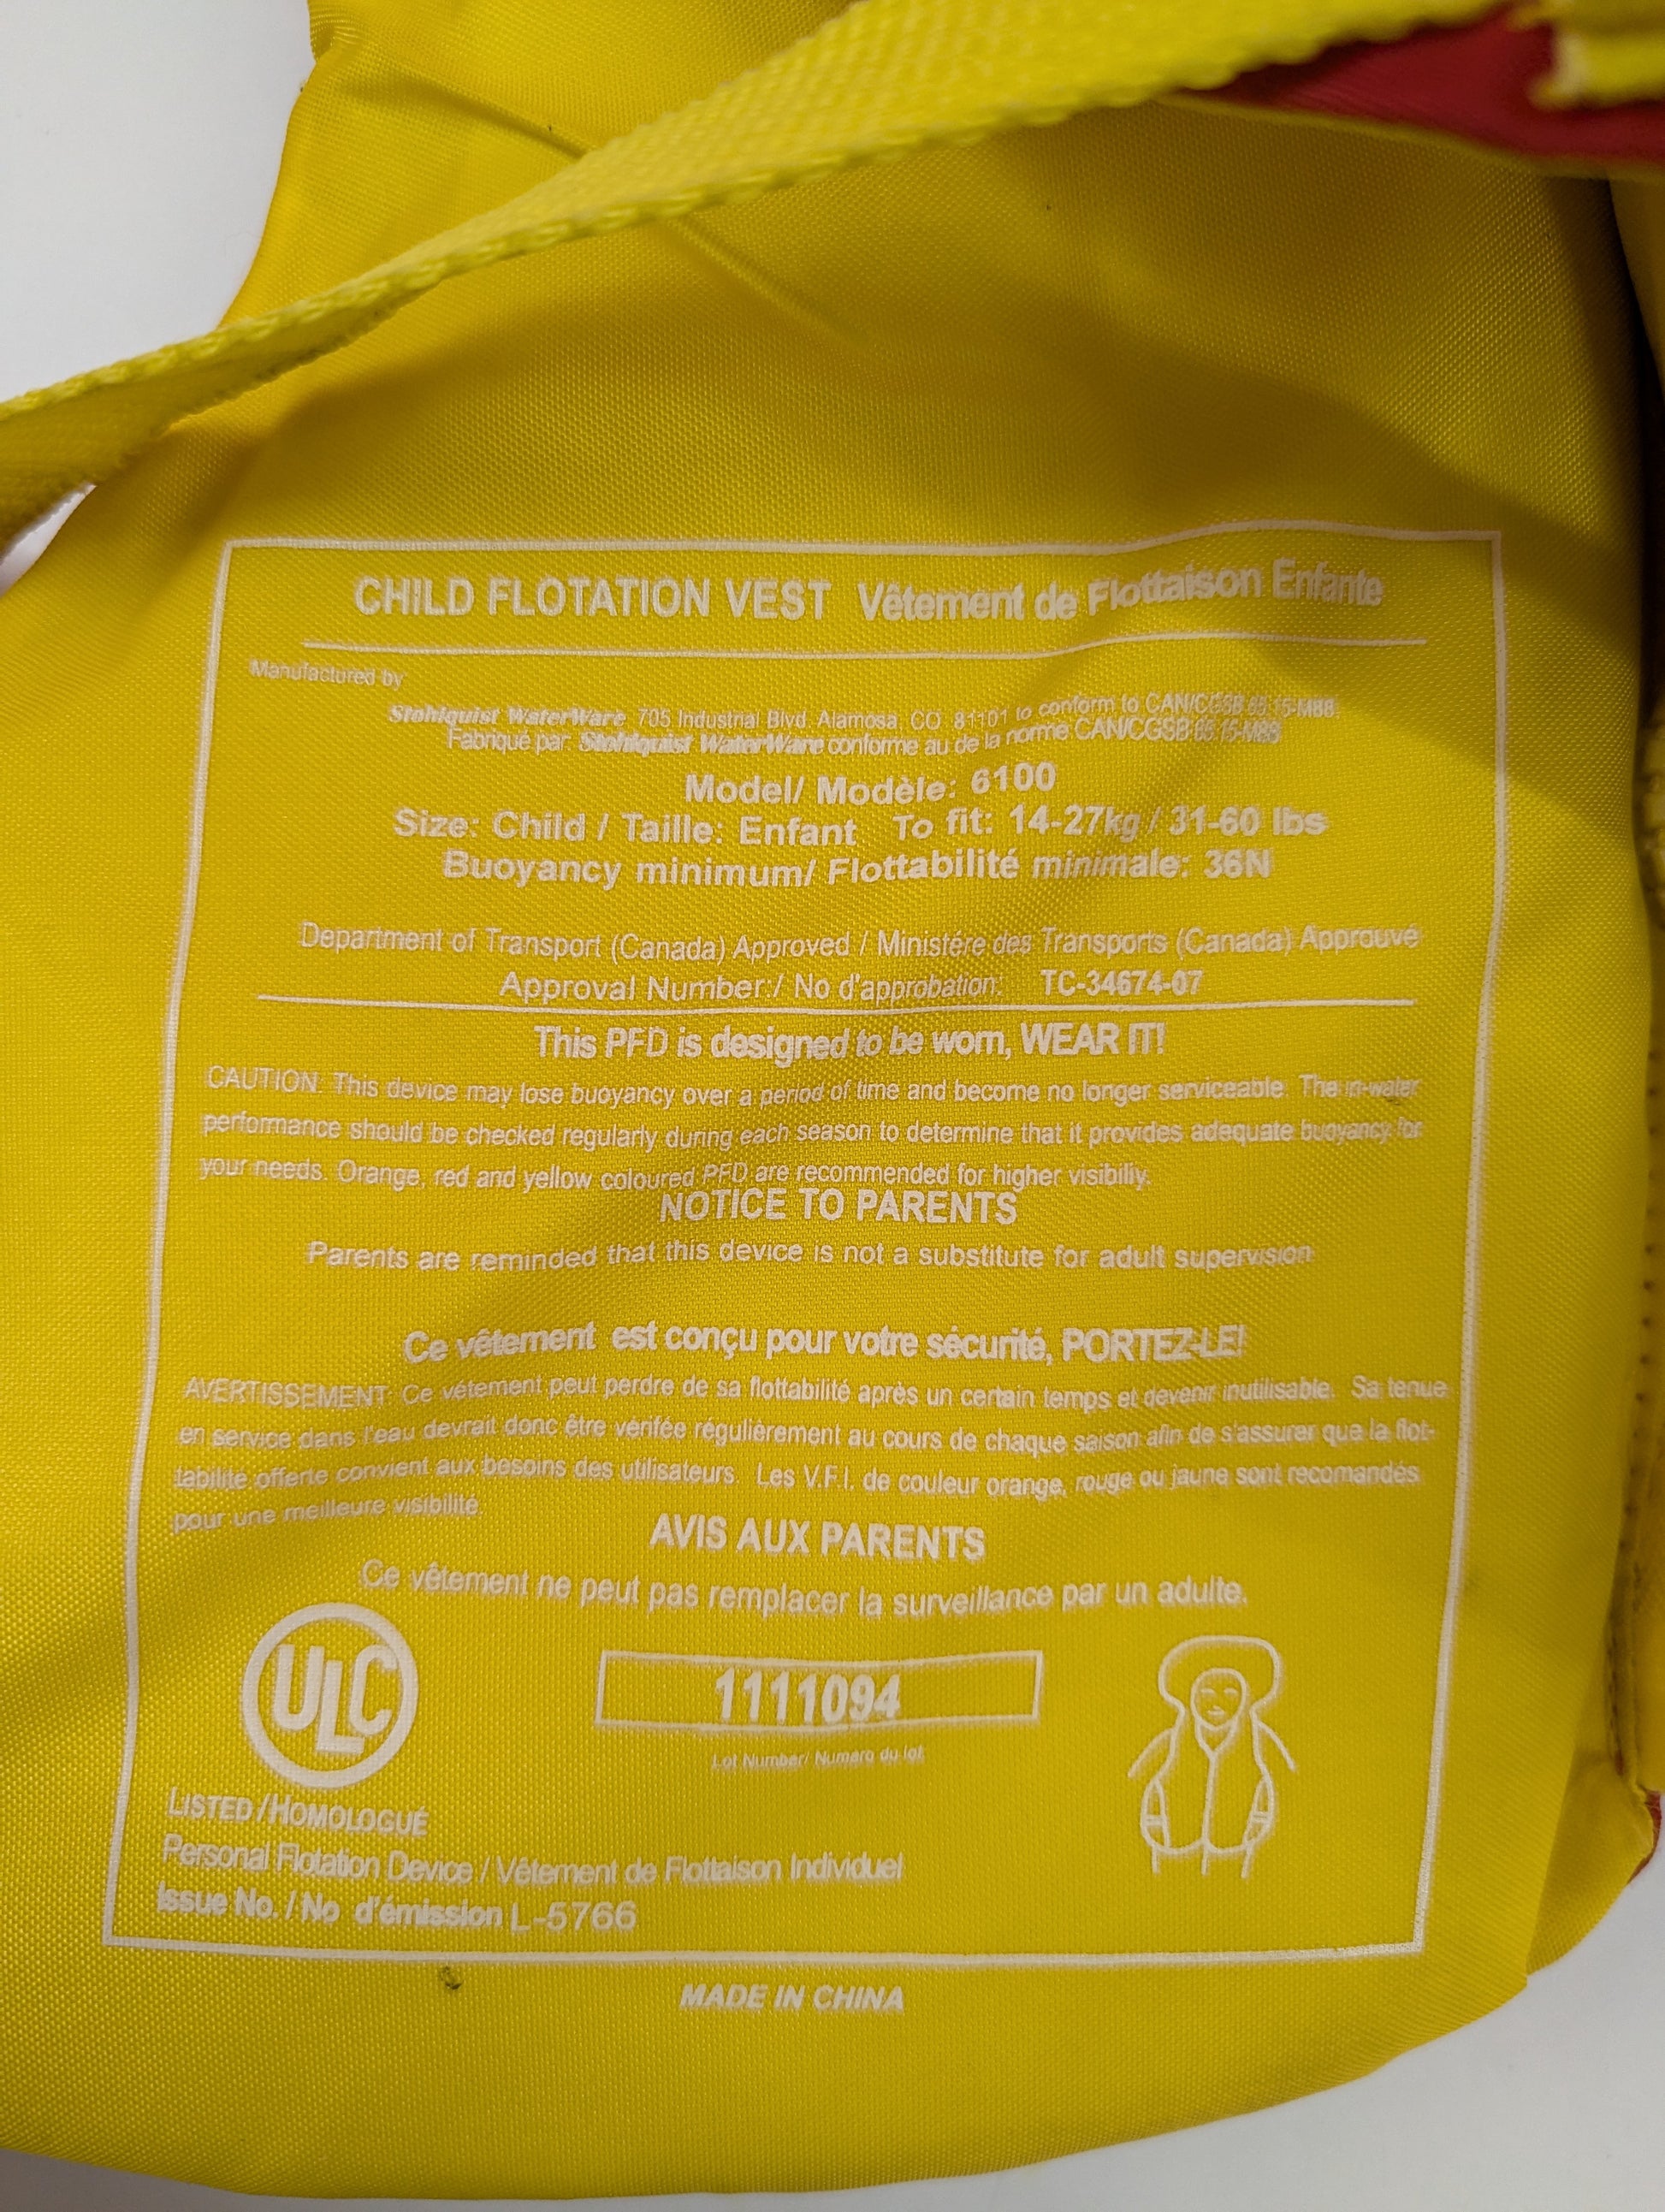 CHILD FLOTATION VEST Vêtement de Flottaison Enfante
Manufactured by
Stohlquist WaterWare 705 Industrial Blvd. Alamosa, CO 81101 to conform to CAN/CGSB 65.15-M88
Fabriqué par: Stohlquist WaterWare conforme au de la norme CAN/CGSB 65.15-M88
Model/ Modèle: 6100
Size: Child / Taille: Enfant To fit: 14-27kg / 31-60 lbs
Buoyancy minimum/ Flottabilité minimale: 36N
Department of Transport (Canada) Approved / Ministére des Transports (Canada) Approuvé
Approval Number:/ No d'approbation: TC-34674-07
This PFD is designed to be worn, WEAR IT!
CAUTION: This device may lose buoyancy over a period of time and become no longer serviceable. The in-water
performance should be checked regularly during each season to determine that it provides adequate buoyancy for
your needs. Orange, red and yellow coloured PFD are recommended for higher visibiliy.
NOTICE TO PARENTS
Parents are reminded that this device is not a substitute for adult supervision
Ce vêtement est conçu pour votre sécurité, PORTEZ-LE!
AVERTISSEMENT: Ce vêtement peut perdre de sa flottabilité après un certain temps et devenir inutilisable. Sa tenue
en service dans l'eau devrait donc être vérifée régulièrement au cours de chaque saison afin de s'assurer que la flot-
tabilité offerte convient aux besoins des utilisateurs. Les V.F.I. de couleur orange, rouge ou jaune sont recomandés
pour une meilleure visibilité.
AVIS AUX PARENTS
Ce vêtement ne peut pas remplacer la surveillance par un adulte.
ULC
1111094
Lot Number/ Numaro du lot
LISTED / HOMOLOGUÉ
Personal Flotation Device / Vêtement de Flottaison Individuel
Issue No. / No d'émission L-5766
MADE IN CHINA